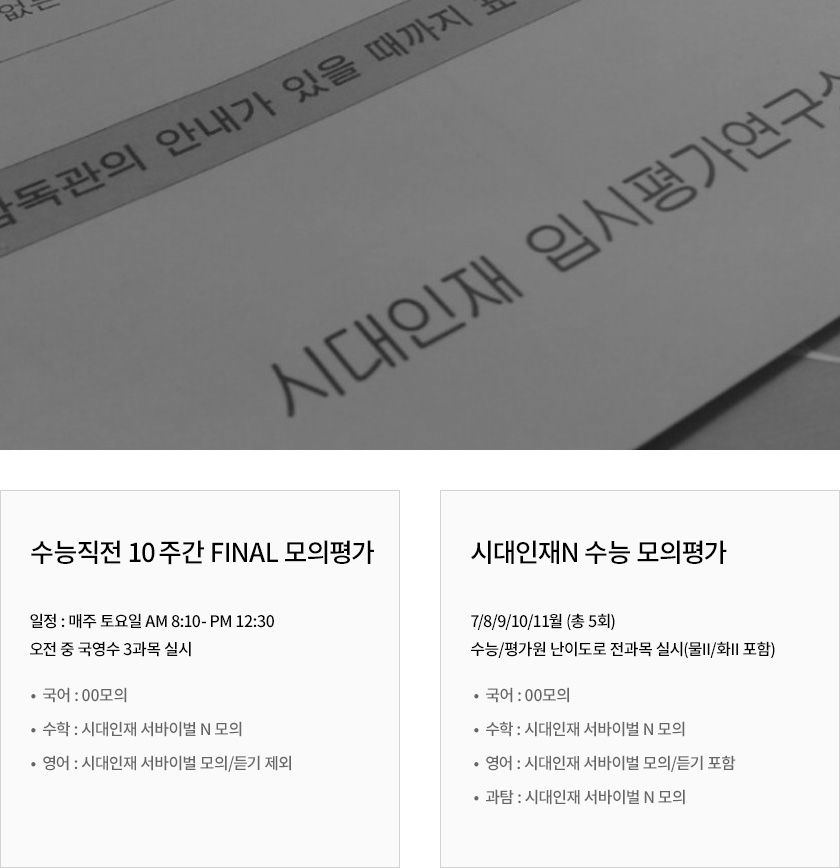 없는
감독관의 안내가 있을 때까지 표
시대인재 입시평가연구소
수능직전 10주간 FINAL 모의평가
일정 : 매주 토요일 AM 8:10- PM 12:30
오전 중 국영수 3과목 실시
• 국어 : 00모의
• 수학 : 시대인재 서바이벌 N 모의
• 영어 : 시대인재 서바이벌 모의/듣기 제외
시대인재N 수능 모의평가
7/8/9/10/11월 (총 5회)
수능/평가원 난이도로 전과목 실시(물II/화II 포함)
• 국어 : 00모의
• 수학 : 시대인재 서바이벌 N 모의
• 영어 : 시대인재 서바이벌 모의/듣기 포함
• 과탐 : 시대인재 서바이벌 N 모의